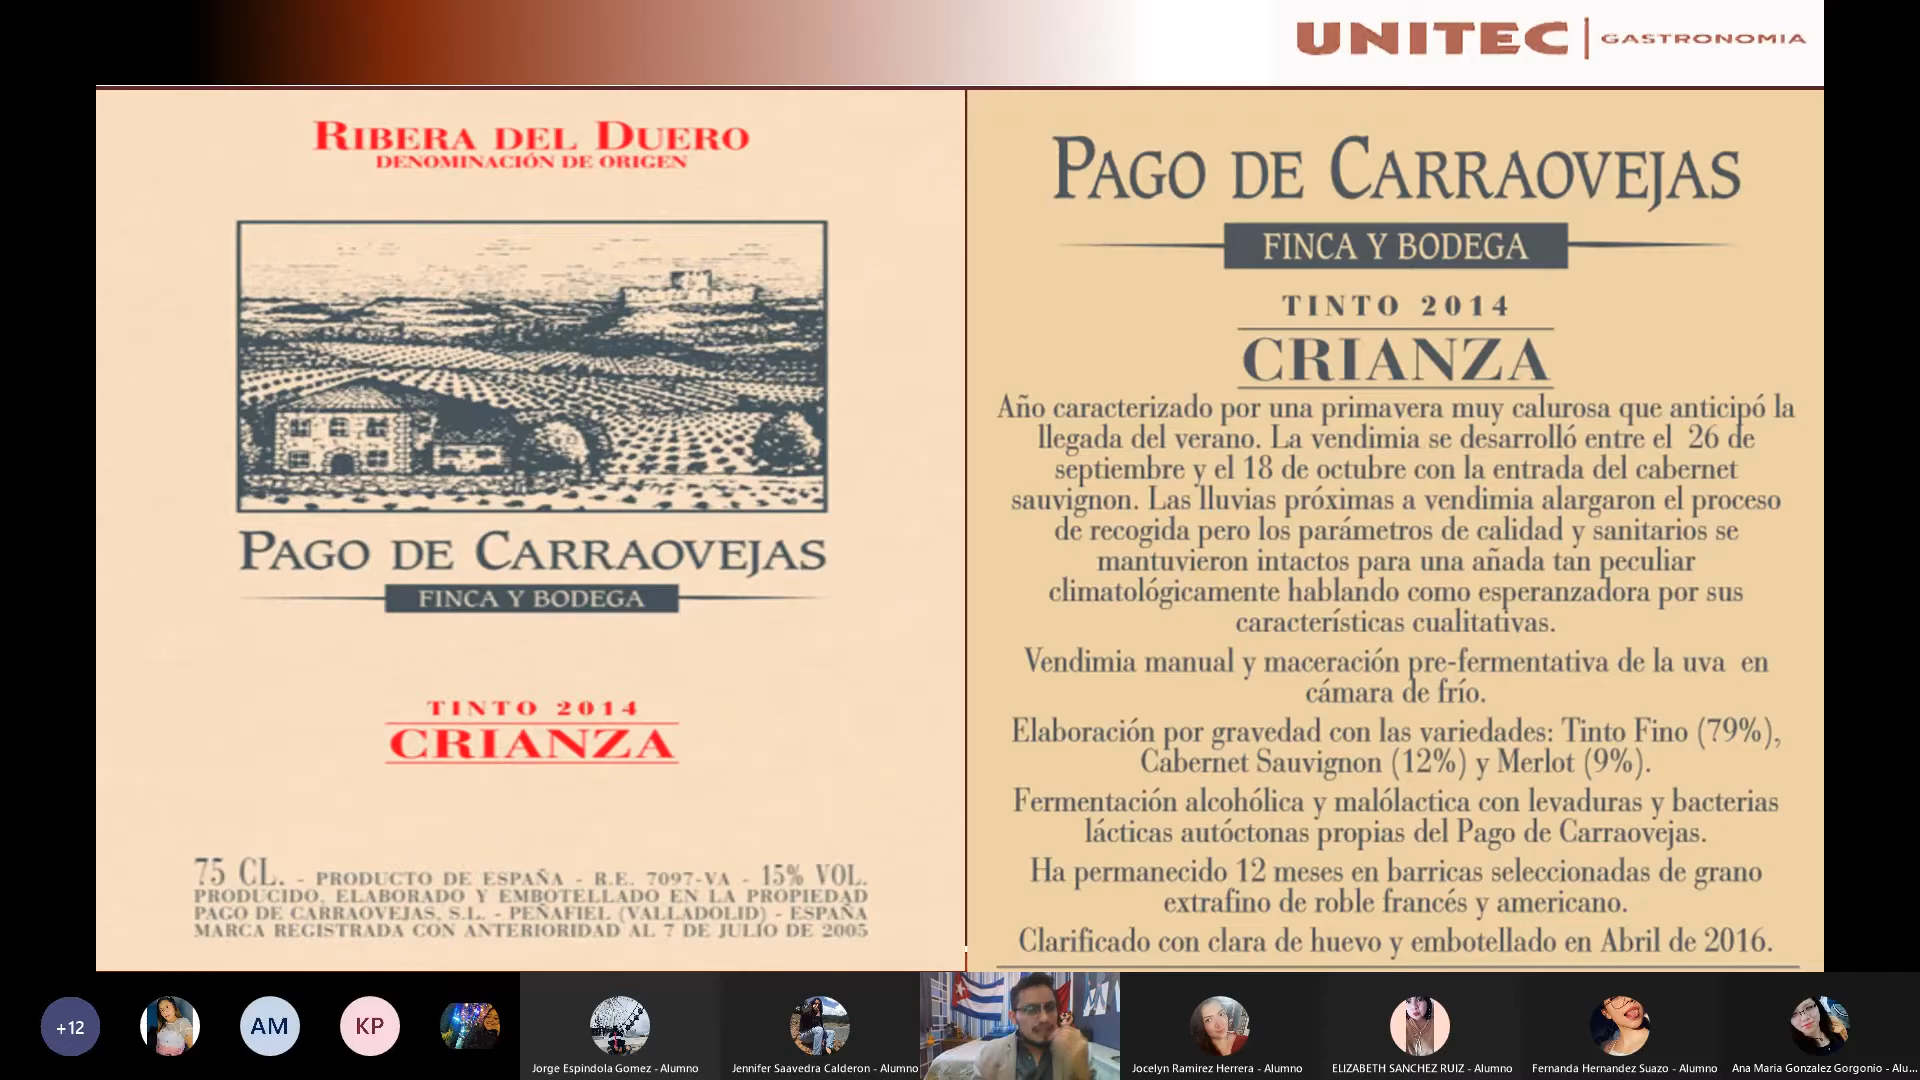 UNITEC | GASTRONOMIA
RIBERA DEL DUERO
DENOMINACIÓN DE ORIGEN
PAGO DE CARRAOVEJAS
FINCA Y BODEGA
TINTO 2014
CRIANZA
75 CL. - PRODUCTO DE ESPAÑA - R.E. 7097-VA - 15% VOL.
PRODUCIDO, ELABORADO Y EMBOTELLADO EN LA PROPIEDAD
PAGO DE CARRAOVEJAS, S.L. - PEÑAFIEL (VALLADOLID) - ESPAÑA
MARCA REGISTRADA CON ANTERIORIDAD AL 7 DE JULIO DE 2005
PAGO DE CARRAOVEJAS
FINCA Y BODEGA
TINTO 2014
CRIANZA
Año caracterizado por una primavera muy calurosa que anticipó la
llegada del verano. La vendimia se desarrolló entre el 26 de
septiembre y el 18 de octubre con la entrada del cabernet
sauvignon. Las lluvias próximas a vendimia alargaron el proceso
de recogida pero los parámetros de calidad y sanitarios se
mantuvieron intactos para una añada tan peculiar
climatológicamente hablando como esperanzadora por sus
características cualitativas.
Vendimia manual y maceración pre-fermentativa de la uva en
cámara de frío.
Elaboración por gravedad con las variedades: Tinto Fino (79%),
Cabernet Sauvignon (12%) y Merlot (9%).
Fermentación alcohólica y malóláctica con levaduras y bacterias
lácticas autóctonas propias del Pago de Carraovejas.
Ha permanecido 12 meses en barricas seleccionadas de grano
extrafino de roble francés y americano.
Clarificado con clara de huevo y embotellado en Abril de 2016.
+12
AM
KP
Jorge Espindola Gomez - Alumno
Jennifer Saavedra Calderon - Alumno
Jocelyn Ramirez Herrera - Alumno
ELIZABETH SANCHEZ RUIZ - Alumno
Fernanda Hernandez Suazo - Alumno
Ana Maria Gonzalez Gorgonio - Alu...